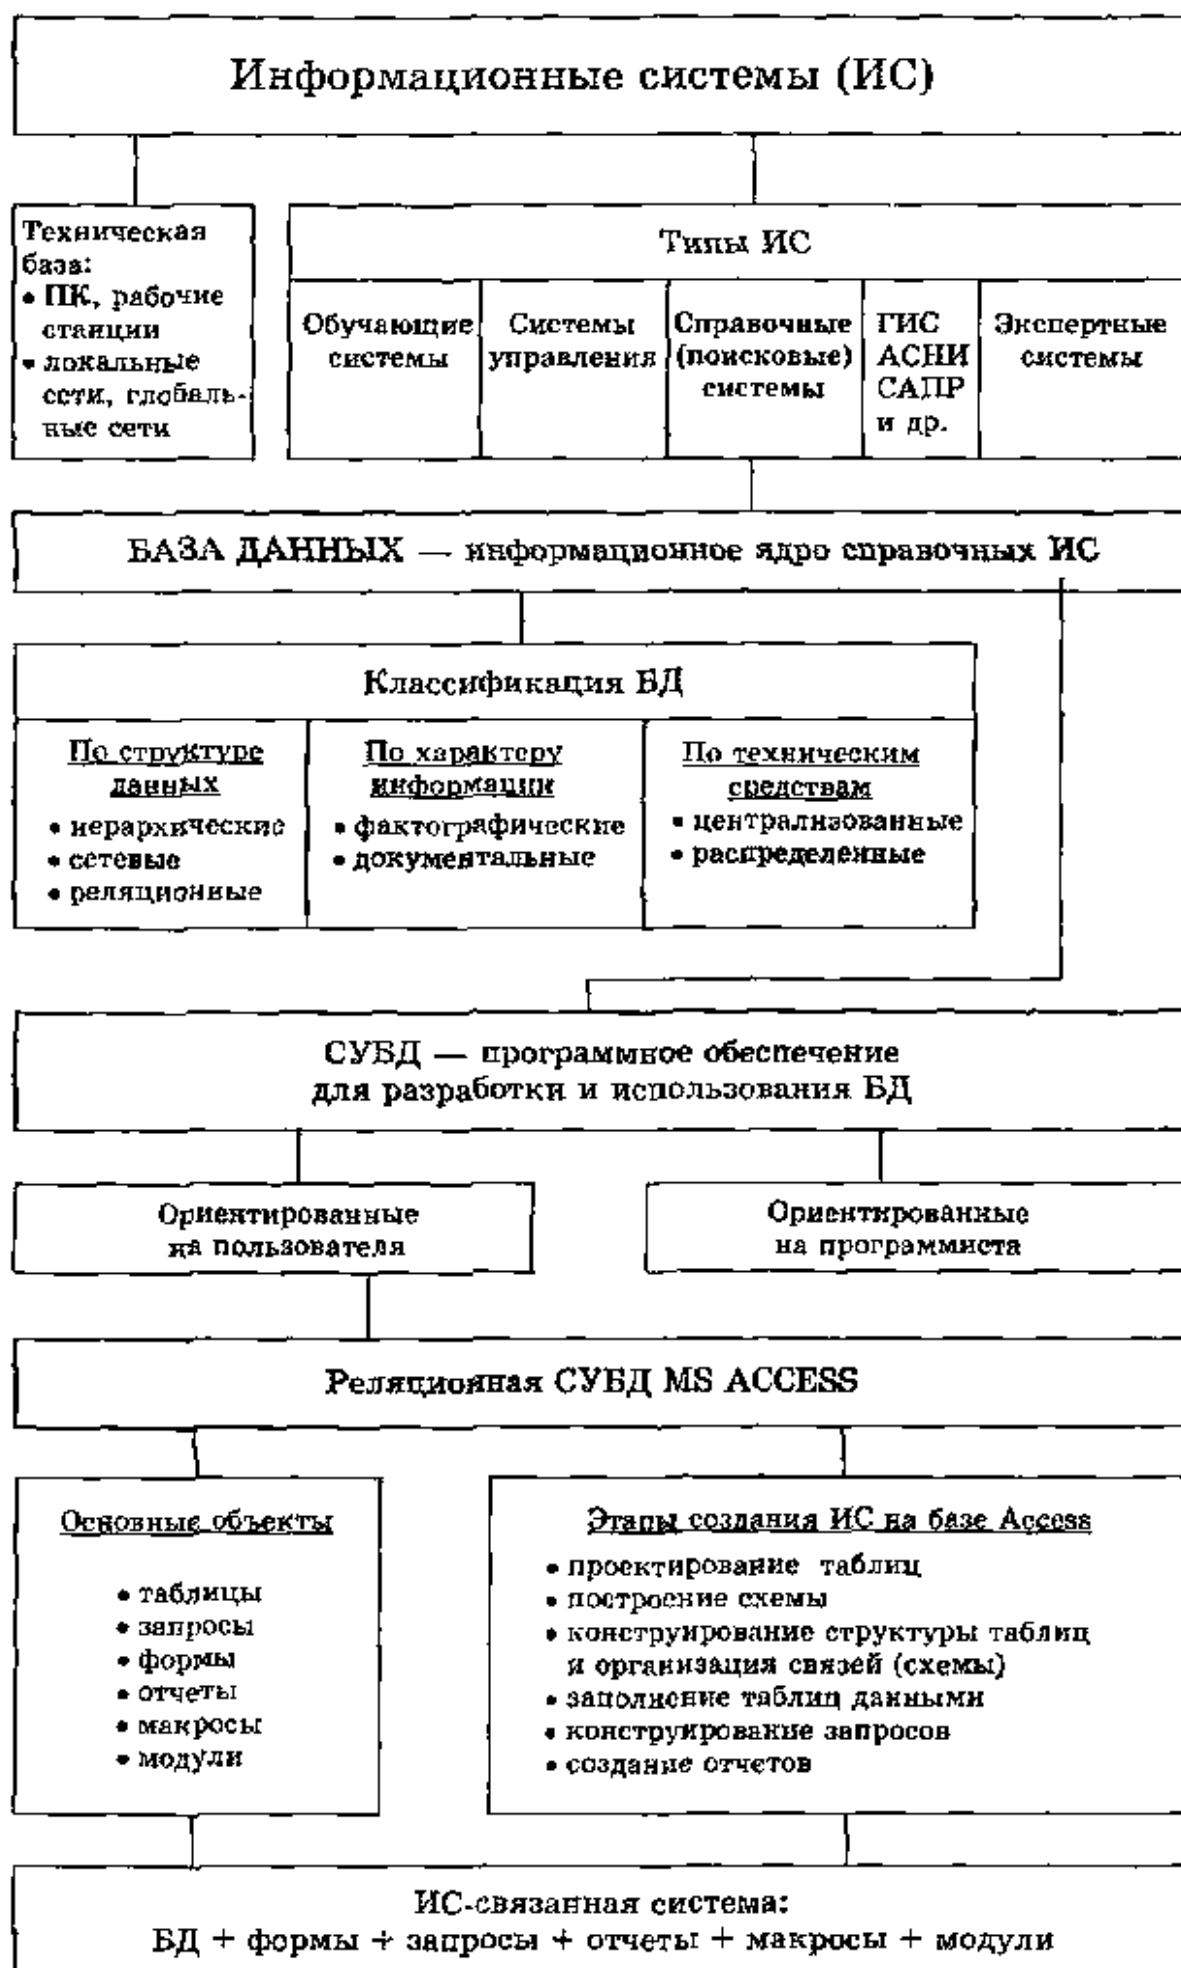 Информационные системы (ИС)
Техническая
база:
• ПК, рабочие
станции
• локальные
сети, глобаль-
ные сети
Типы ИС
Обучающие
системы
Системы
управления
Справочные
(поисковые)
системы
ГИС
АСНИ
САПР
и др.
Экспертные
системы
БАЗА ДАННЫХ — информационное ядро справочных ИС
Классификация БД
По структуре
данных
• иерархические
• сетевые
• реляционные
По характеру
информации
• фактографические
• документальные
По техническим
средствам
• централизованные
• распределенные
СУБД — программное обеспечение
для разработки и использования БД
Ориентированные
на пользователя
Ориентированные
на программиста
Реляционная СУБД MS ACCESS
Основные объекты
• таблицы
• запросы
• формы
• отчеты
• макросы
• модули
Этапы создания ИС на базе Access
• проектирование таблиц
• построение схемы
• конструирование структуры таблиц
и организация связей (схемы)
• заполнение таблиц данными
• конструирование запросов
• создание отчетов
ИС-связанная система:
БД + формы + запросы + отчеты + макросы + модули